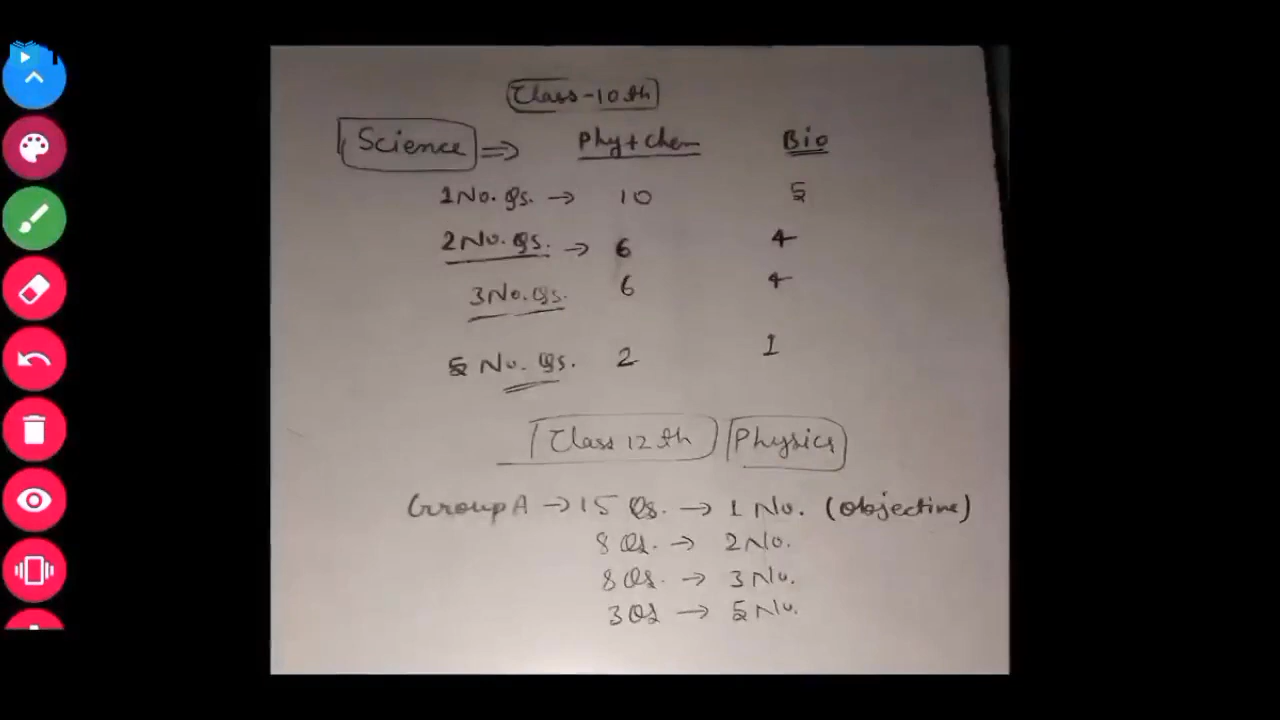 Class-10th
Science => Phy+chem Bio
1No. Qs. → 10 5
2No. Qs. → 6 4
3No. Qs. 6 4
5 No. Qs. 2 1
Class 12th Physics
Group A → 15 Qs. → 1 No. (Objective)
8 Qs. → 2 No.
8 Qs. → 3 No.
3 Qs → 5 No.